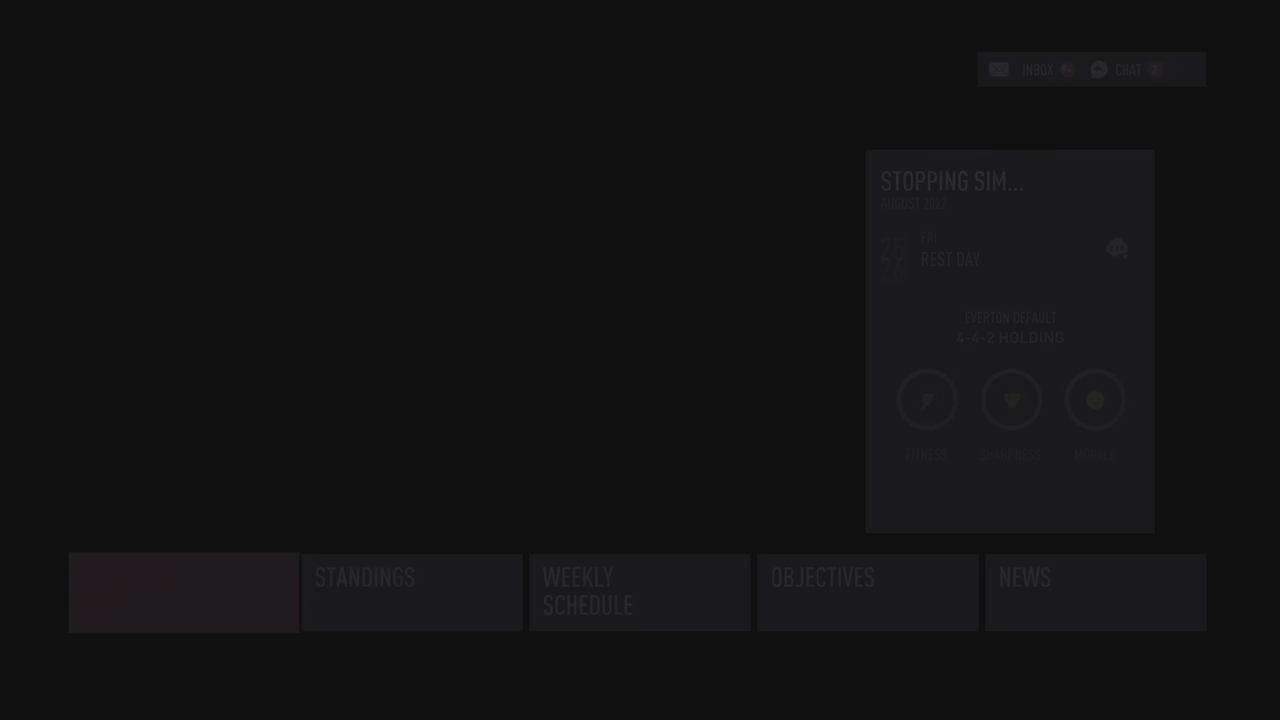 INBOX
CHAT
STOPPING SIM...
AUGUST 2022
FRI
REST DAY
EVERTON DEFAULT
4-4-2 HOLDING
FITNESS
SHARPNESS
MORALE
STANDINGS
WEEKLY
SCHEDULE
OBJECTIVES
NEWS